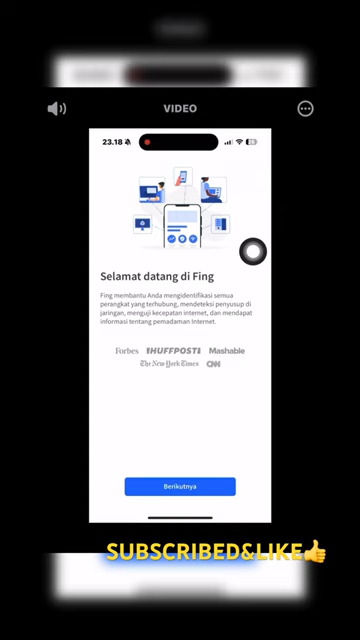 VIDEO
23.18
Selamat datang di Fing
Fing membantu Anda mengidentifikasi semua
perangkat yang terhubung, mendeteksi penyusup di
jaringan, menguji kecepatan internet, dan mendapat
informasi tentang pemadaman Internet.
Forbes HUFFPOST Mashable
The New York Times CNN
Berikutnya
SUBSCRIBED&LIKE👍